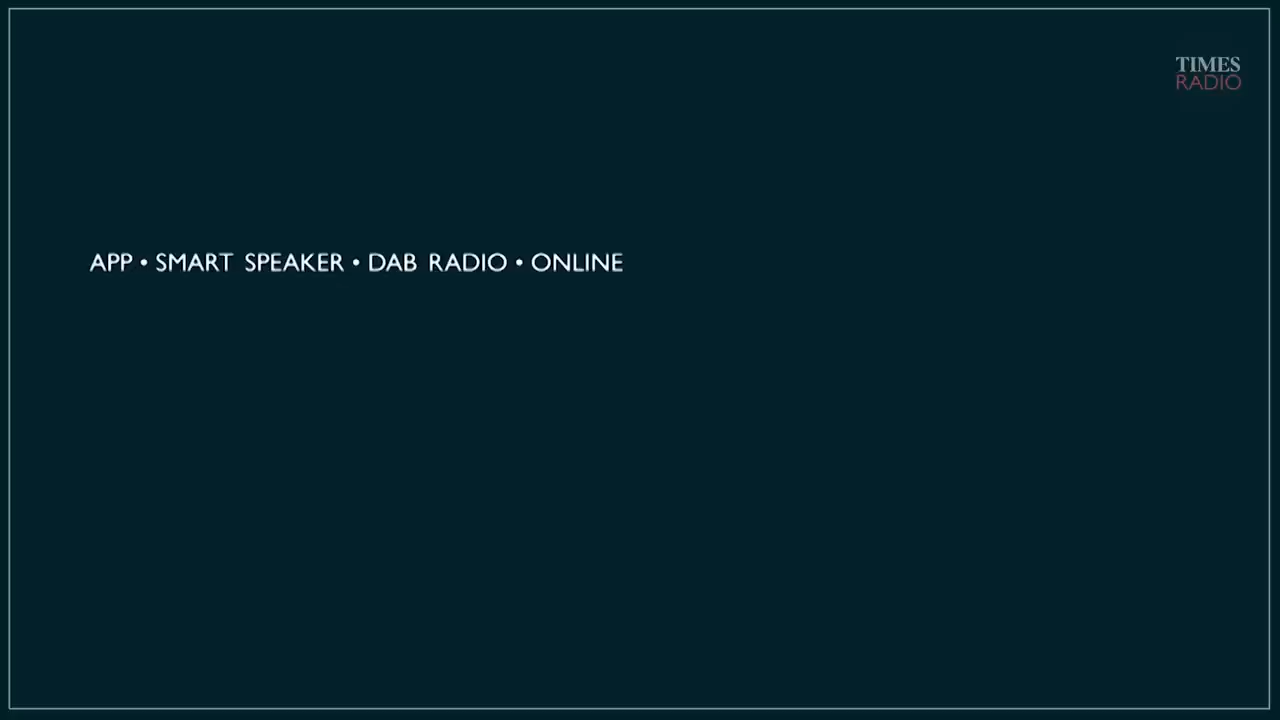 TIMES
RADIO
APP • SMART SPEAKER • DAB RADIO • ONLINE